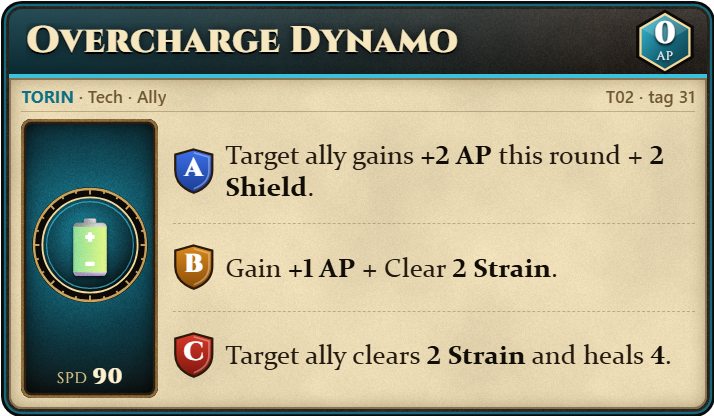 Overcharge Dynamo
0
AP
TORIN · Tech · Ally
T02 · tag 31
A
Target ally gains +2 AP this round + 2
Shield.
B
Gain +1 AP + Clear 2 Strain.
C
Target ally clears 2 Strain and heals 4.
SPD 90